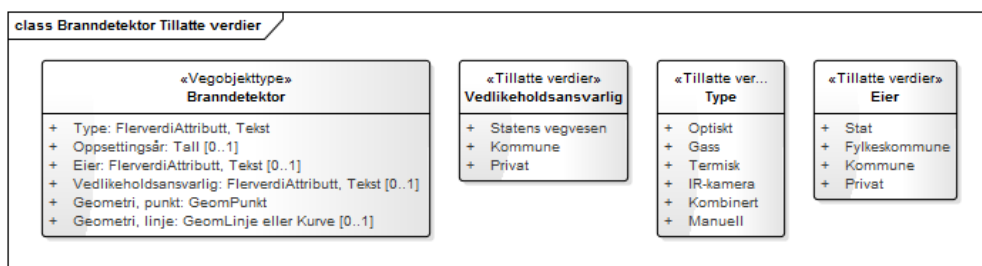 class Branndetektor Tillatte verdier
«Vegobjekttype»
Branndetektor
+ Type: FlerverdiAttributt, Tekst
+ Oppsettingsår: Tall [0..1]
+ Eier: FlerverdiAttributt, Tekst [0..1]
+ Vedlikeholdsansvarlig: FlerverdiAttributt, Tekst [0..1]
+ Geometri, punkt: GeomPunkt
+ Geometri, linje: GeomLinje eller Kurve [0..1]
«Tillatte verdier»
Vedlikeholdsansvarlig
+ Statens vegvesen
+ Kommune
+ Privat
«Tillatte ver...
Type
+ Optiskt
+ Gass
+ Termisk
+ IR-kamera
+ Kombinert
+ Manuell
«Tillatte verdier»
Eier
+ Stat
+ Fylkeskommune
+ Kommune
+ Privat